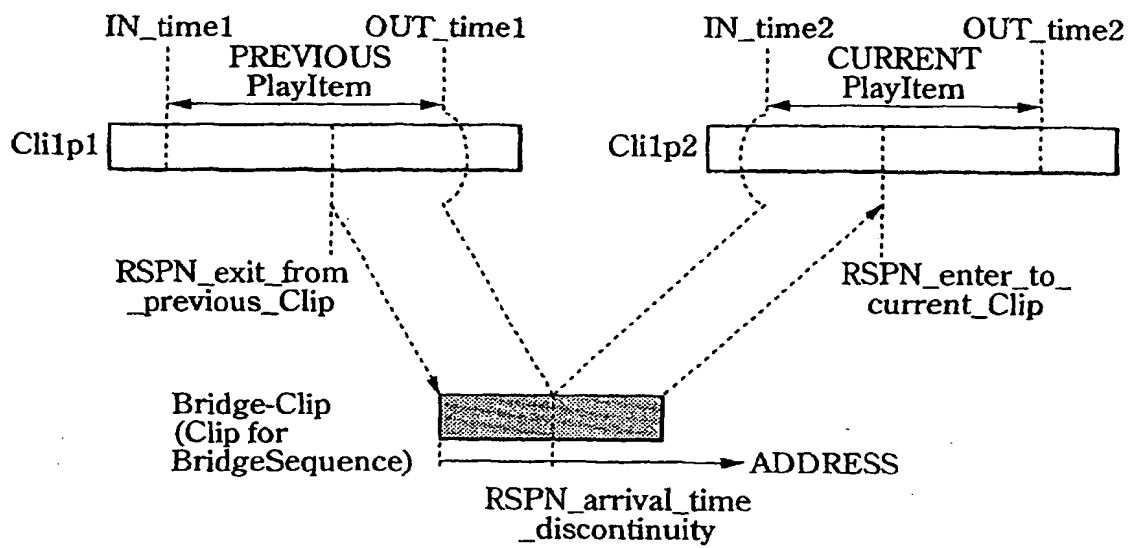 IN_time1
OUT_time1
IN_time2
OUT_time2
PREVIOUS
PlayItem
CURRENT
PlayItem
Cli1p1
Cli1p2
RSPN_exit_from
_previous_Clip
RSPN_enter_to_
current_Clip
Bridge-Clip
(Clip for
BridgeSequence)
ADDRESS
RSPN_arrival_time
_discontinuity